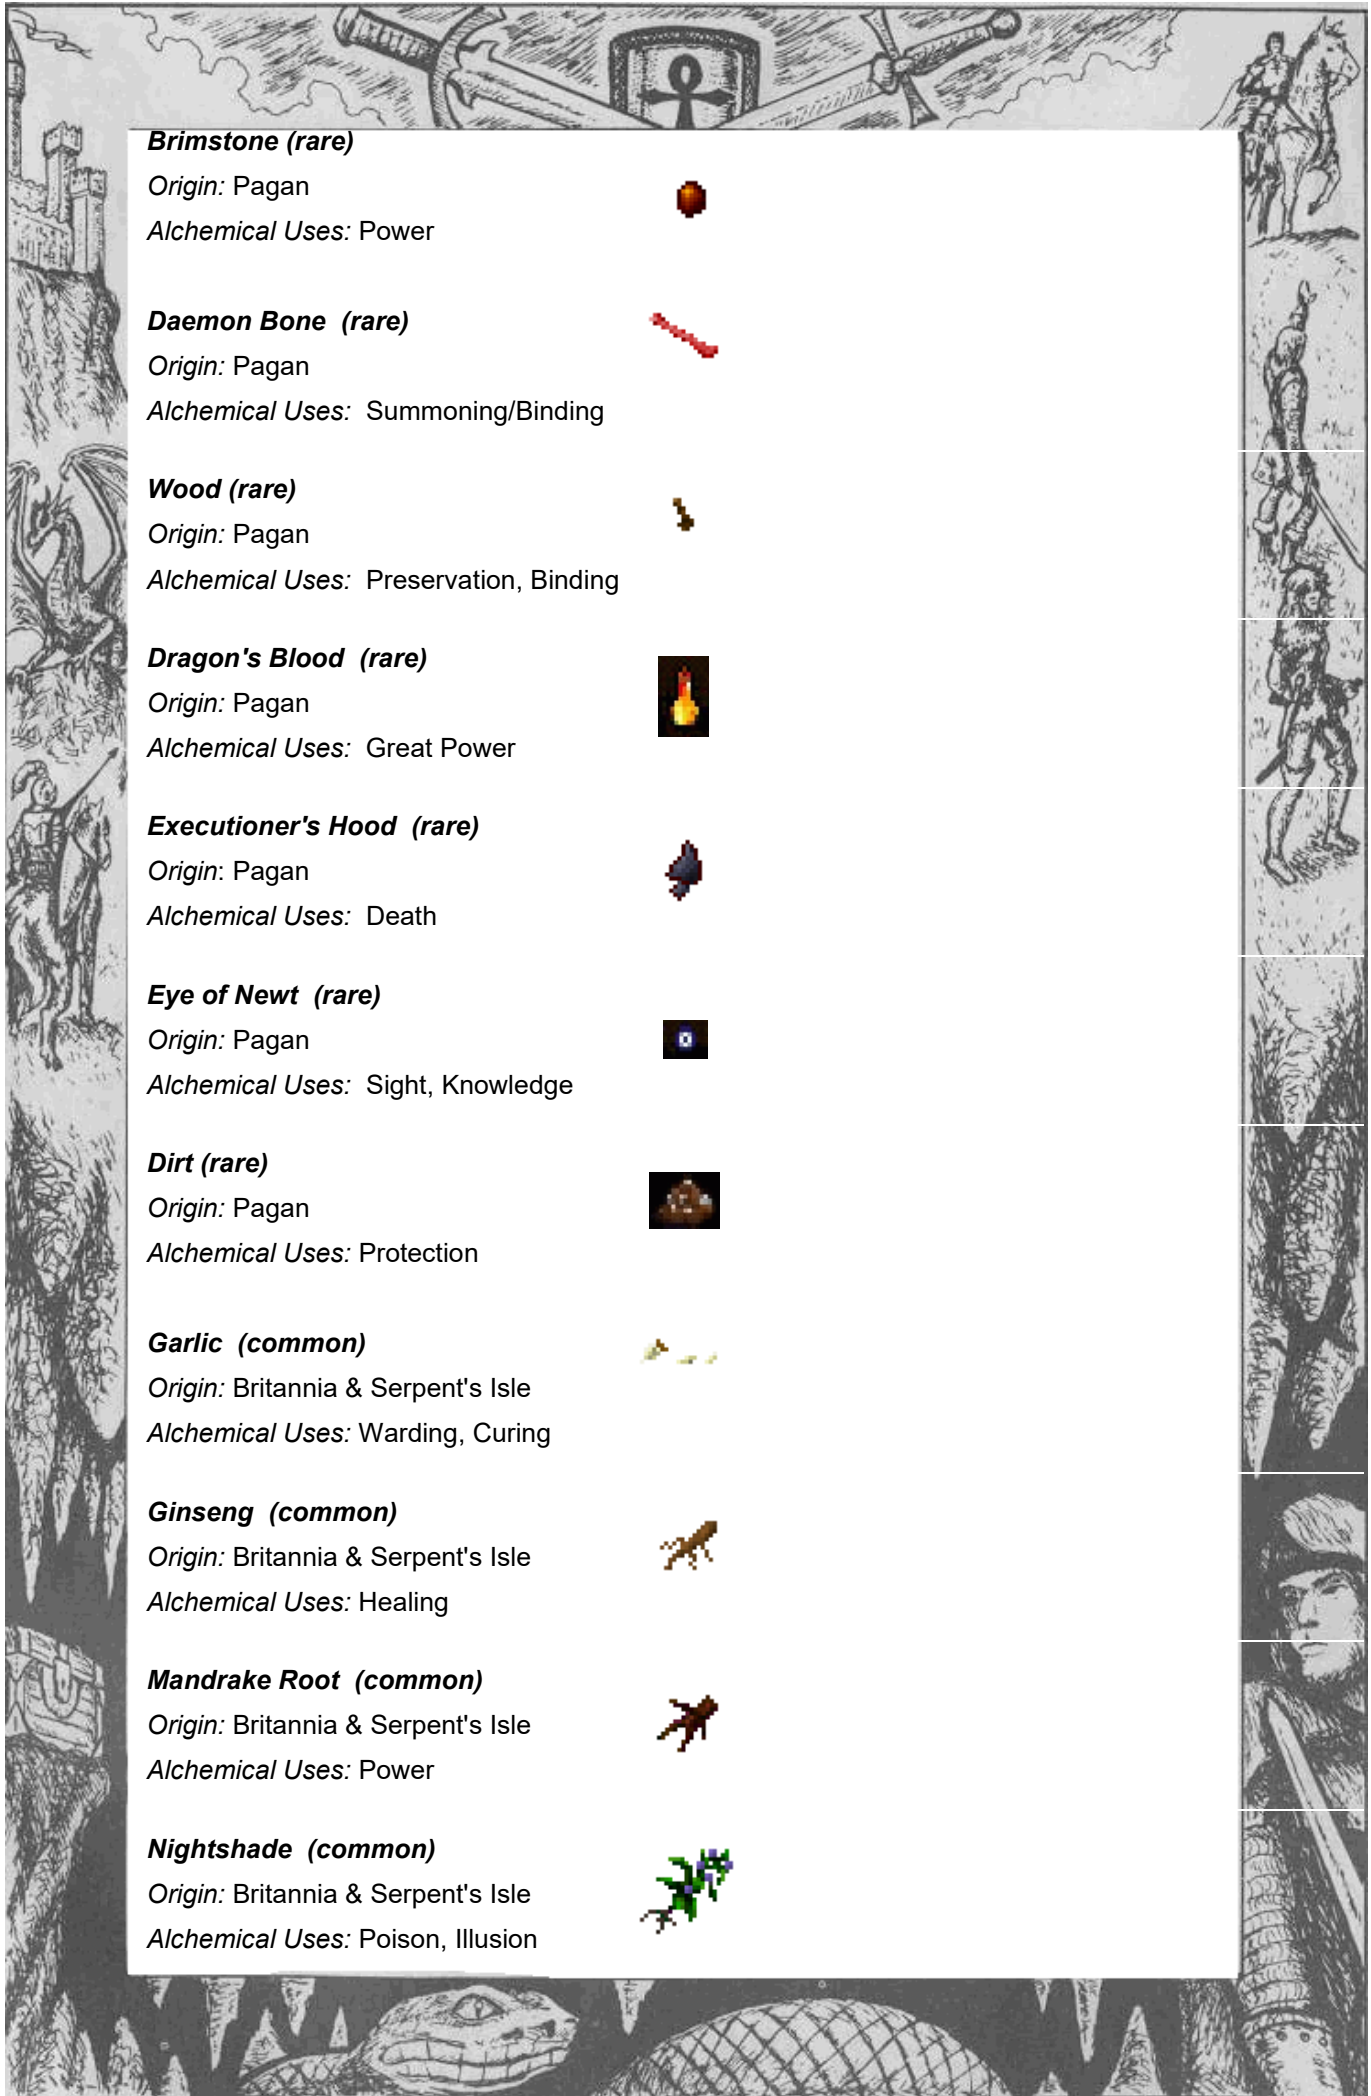 Brimstone (rare)
Origin: Pagan
Alchemical Uses: Power
Daemon Bone (rare)
Origin: Pagan
Alchemical Uses: Summoning/Binding
Wood (rare)
Origin: Pagan
Alchemical Uses: Preservation, Binding
Dragon's Blood (rare)
Origin: Pagan
Alchemical Uses: Great Power
Executioner's Hood (rare)
Origin: Pagan
Alchemical Uses: Death
Eye of Newt (rare)
Origin: Pagan
Alchemical Uses: Sight, Knowledge
Dirt (rare)
Origin: Pagan
Alchemical Uses: Protection
Garlic (common)
Origin: Britannia & Serpent's Isle
Alchemical Uses: Warding, Curing
Ginseng (common)
Origin: Britannia & Serpent's Isle
Alchemical Uses: Healing
Mandrake Root (common)
Origin: Britannia & Serpent's Isle
Alchemical Uses: Power
Nightshade (common)
Origin: Britannia & Serpent's Isle
Alchemical Uses: Poison, Illusion